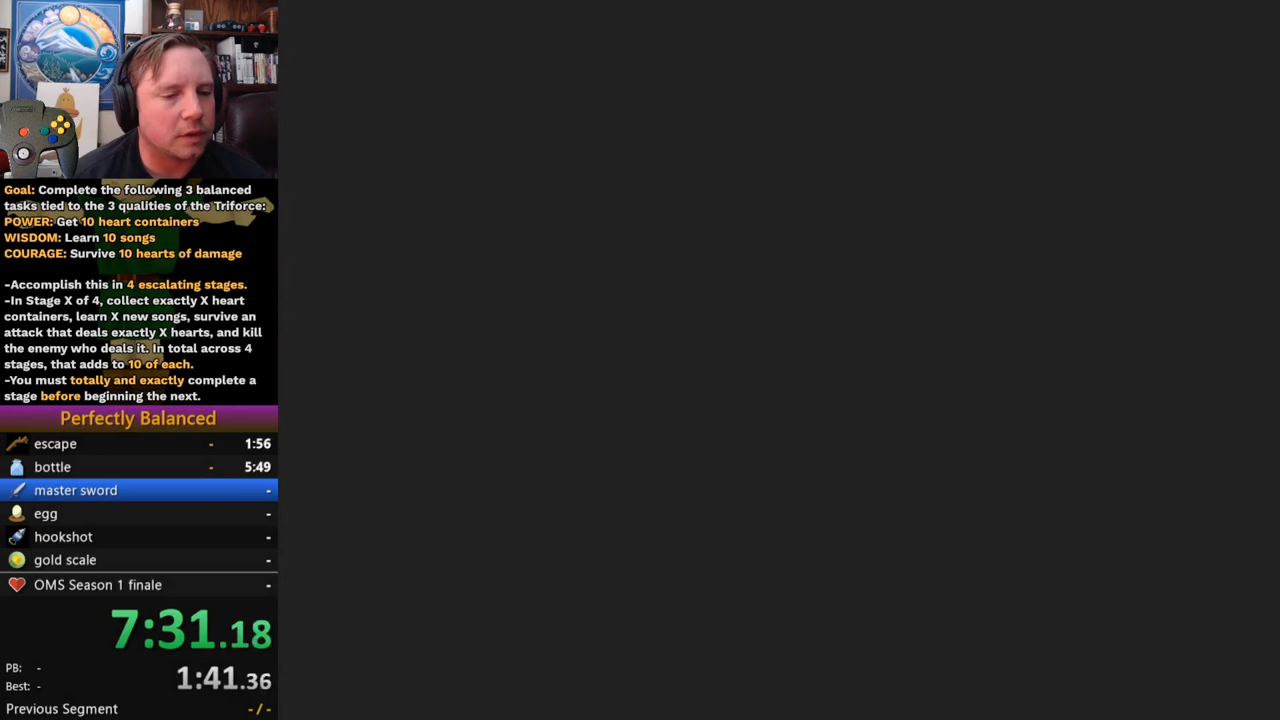 Goal: Complete the following 3 balanced
tasks tied to the 3 qualities of the Triforce:
POWER: Get 10 heart containers
WISDOM: Learn 10 songs
COURAGE: Survive 10 hearts of damage
-Accomplish this in 4 escalating stages.
-In Stage X of 4, collect exactly X heart
containers, learn X new songs, survive an
attack that deals exactly X hearts, and kill
the enemy who deals it. In total across 4
stages, that adds to 10 of each.
-You must totally and exactly complete a
stage before beginning the next.
Perfectly Balanced
escape - 1:56
bottle - 5:49
master sword -
egg -
hookshot -
gold scale -
OMS Season 1 finale -
7:31.18
PB: -
1:41.36
Best: -
Previous Segment -/-